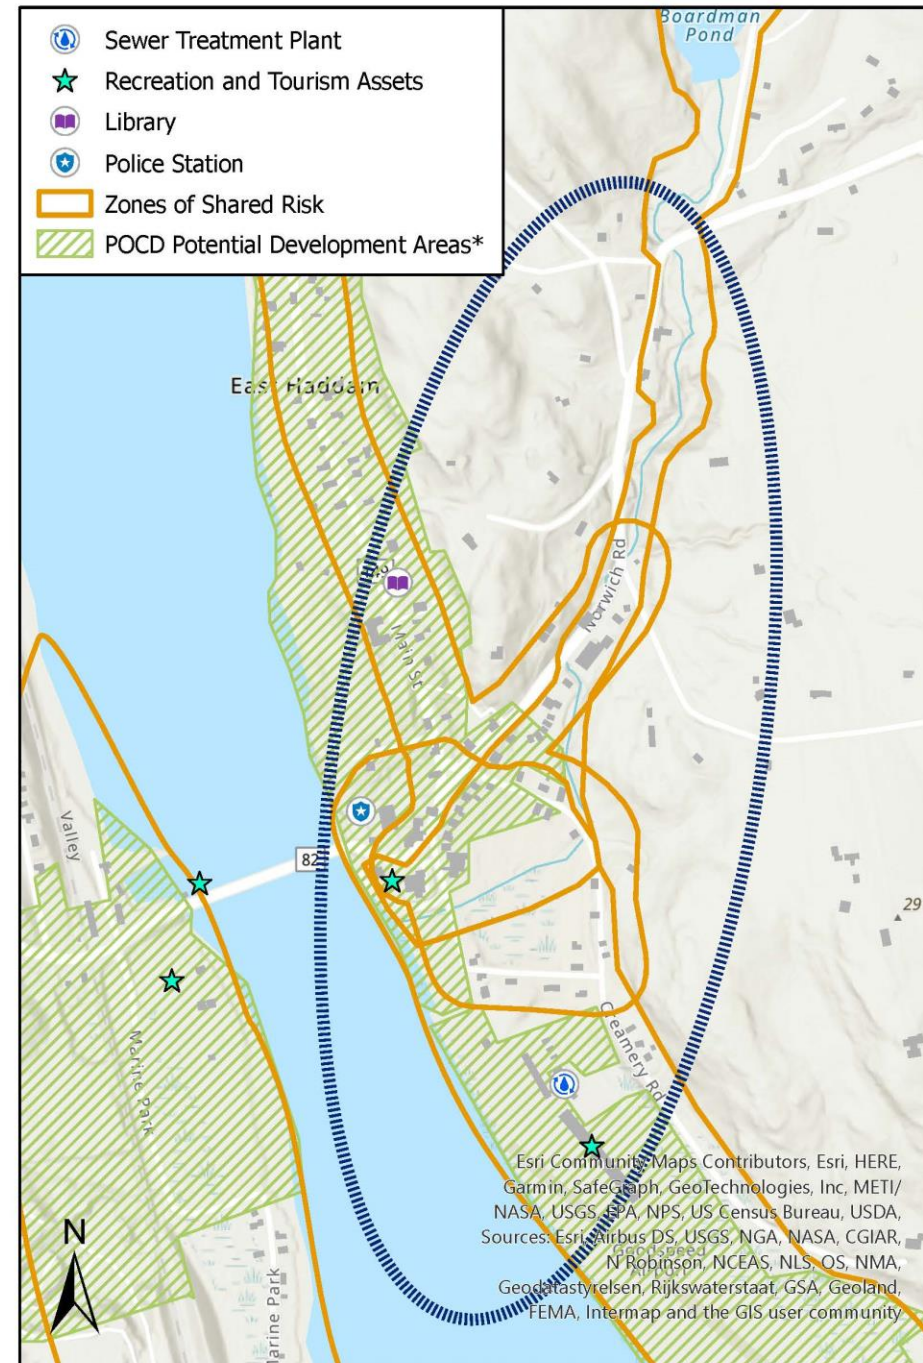 Boardman
Pond
Sewer Treatment Plant
Recreation and Tourism Assets
Library
Police Station
Zones of Shared Risk
POCD Potential Development Areas*
East Haddam
Norwich Rd
Main St
Valley
82
29
Creamery Rd
Marine Park
Marine Park
N
Esri Community Maps Contributors, Esri, HERE,
Garmin, SafeGraph, GeoTechnologies, Inc, METI/
NASA, USGS, EPA, NPS, US Census Bureau, USDA,
Sources: Esri, Airbus DS, USGS, NGA, NASA, CGIAR,
N Robinson, NCEAS, NLS, OS, NMA,
Geodatastyrelsen, Rijkswaterstaat, GSA, Geoland,
FEMA, Intermap and the GIS user community
Goodspeed